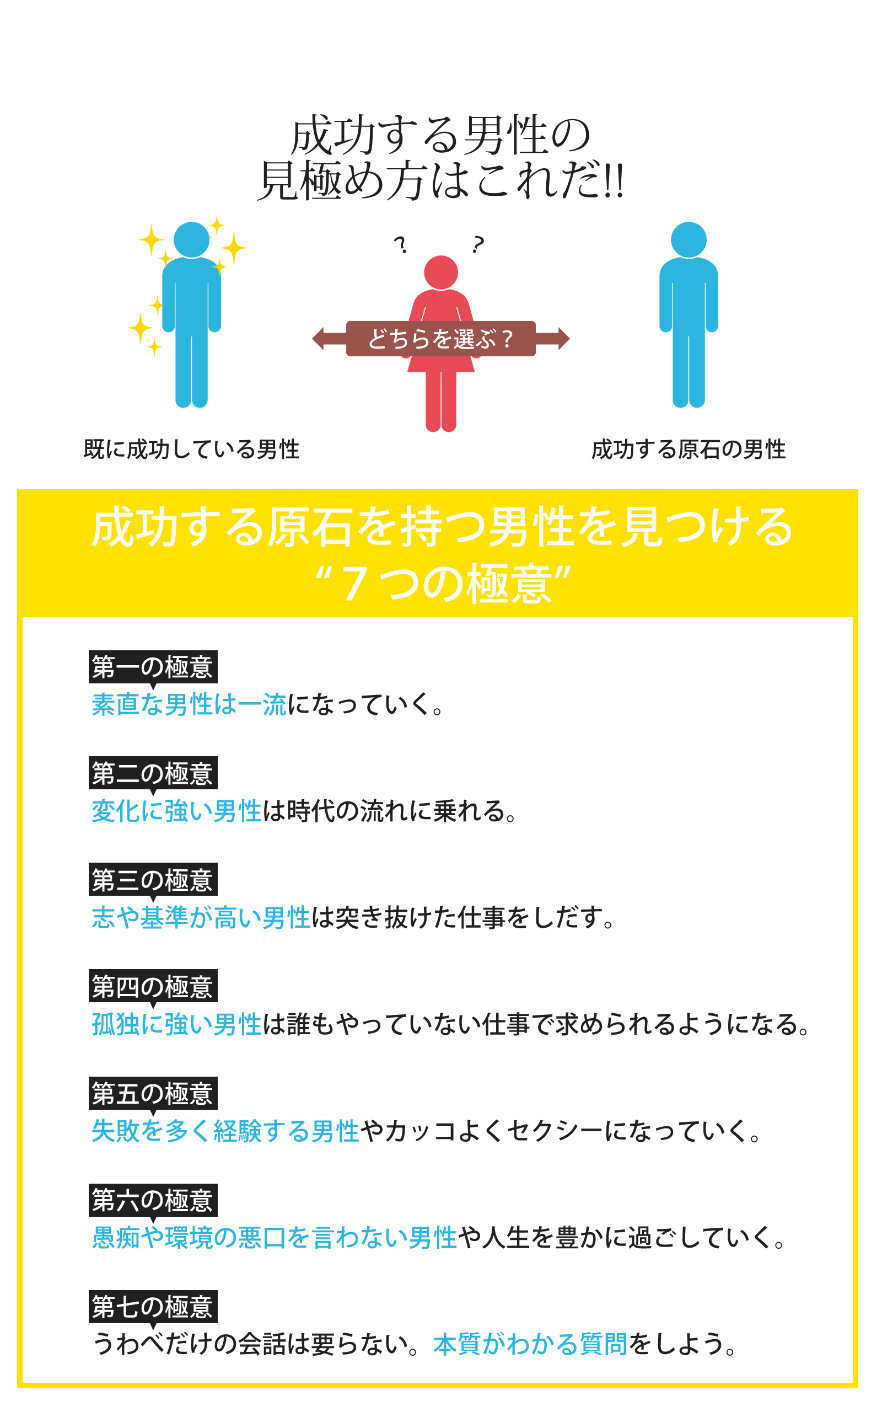 成功する男性の
見極め方はこれだ!!
? ?
どちらを選ぶ？
既に成功している男性
成功する原石の男性
成功する原石を持つ男性を見つける
“７つの極意”
第一の極意
素直な男性は一流になっていく。
第二の極意
変化に強い男性は時代の流れに乗れる。
第三の極意
志や基準が高い男性は突き抜けた仕事をしだす。
第四の極意
孤独に強い男性は誰もやっていない仕事で求められるようになる。
第五の極意
失敗を多く経験する男性やカッコよくセクシーになっていく。
第六の極意
愚痴や環境の悪口を言わない男性や人生を豊かに過ごしていく。
第七の極意
うわべだけの会話は要らない。本質がわかる質問をしよう。